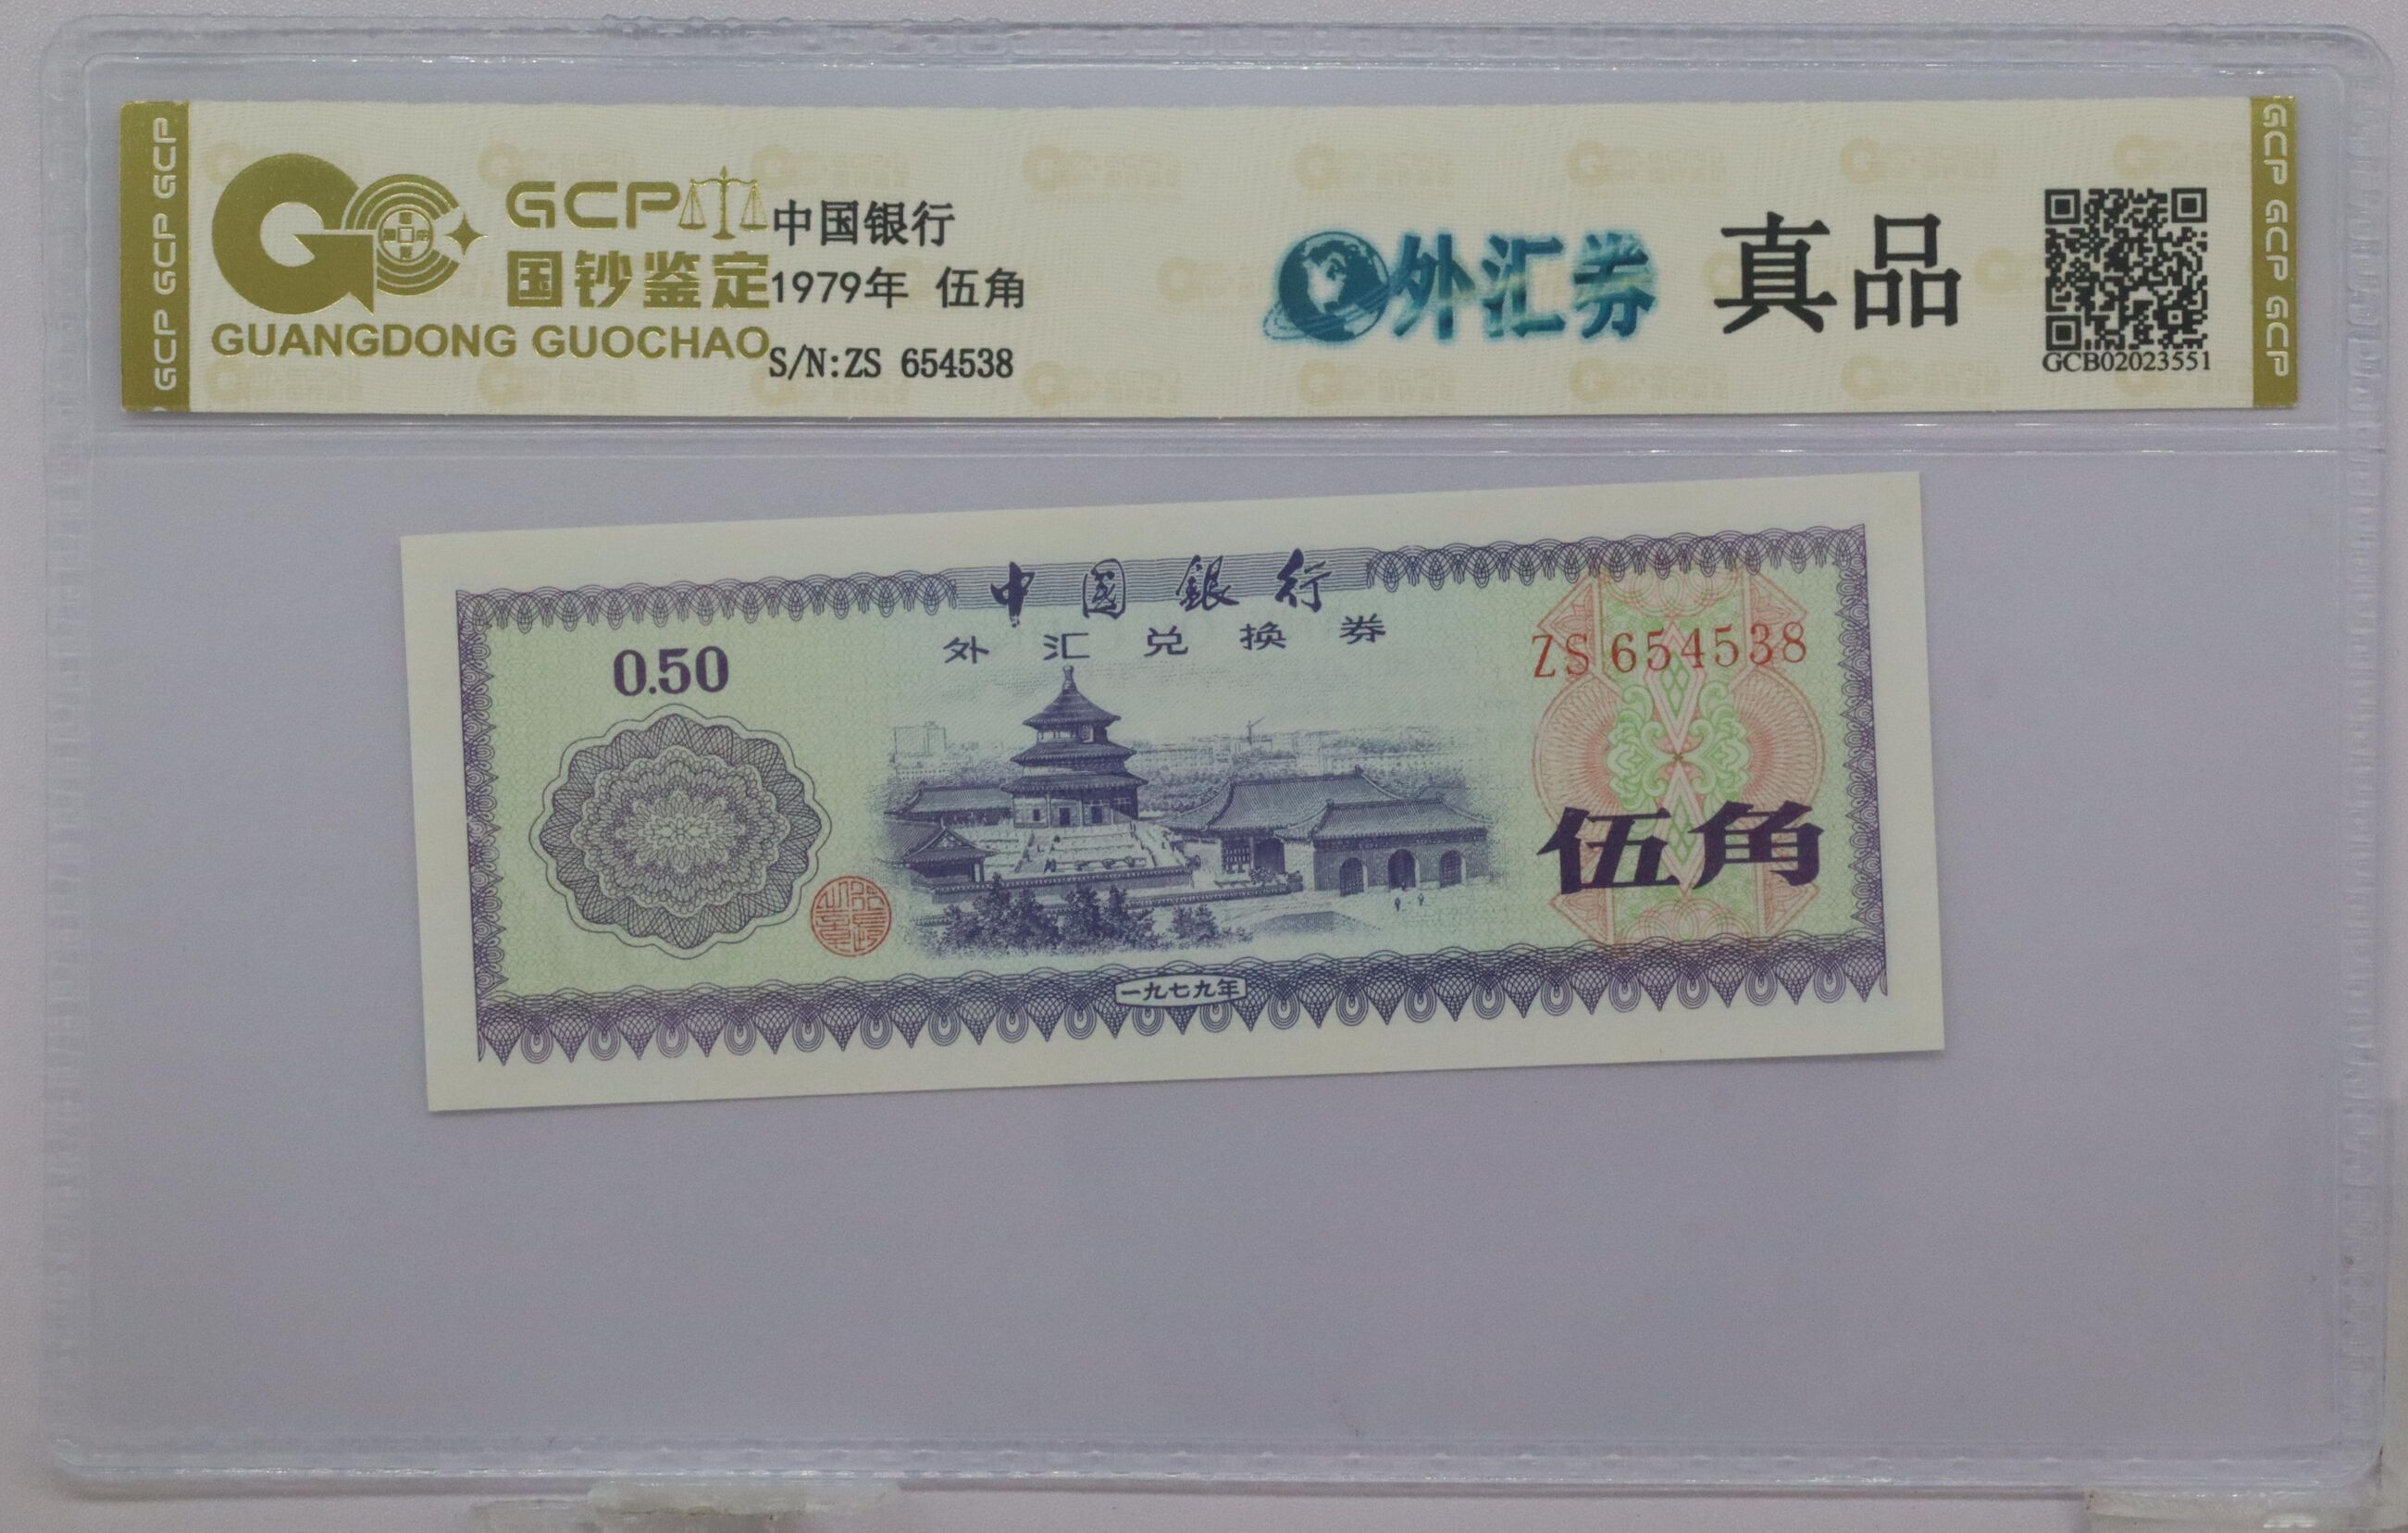 GCP GCP GCP
GCP
国钞鉴定
GUANGDONG GUOCHAO
中国银行
1979年 伍角
S/N:ZS 654538
外汇券
真品
GCB02023551
GCP GCP GCP
中國銀行
外汇兑换券
0.50
ZS 654538
伍角
一九七九年